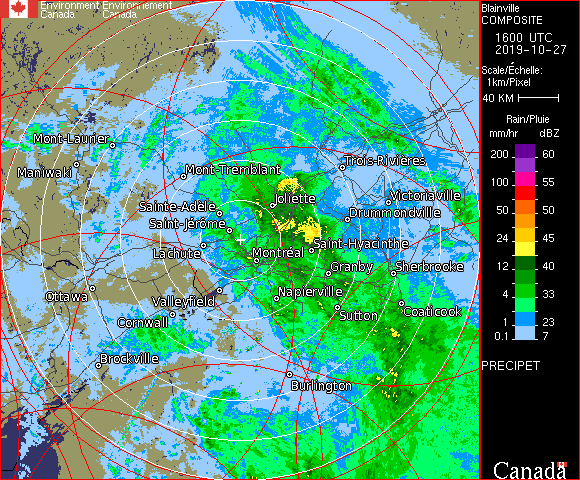 Environment Environnement
Canada Canada
Blainville
COMPOSITE
1600 UTC
2019-10-27
Scale/Échelle:
1km/Pixel
40 KM
Rain/Pluie
mm/hr dBZ
200 60
100 55
50 50
24 45
12 40
4 33
1 23
0.1 7
PRECIPET
Mont-Laurier
Maniwaki
Mont-Tremblant
Trois-Rivières
Joliette
Victoriaville
Sainte-Adèle
Drummondville
Saint-Jérôme
Saint-Hyacinthe
Lachute
Montréal
Granby
Sherbrooke
Ottawa
Valleyfield
Napierville
Cornwall
Sutton
Coaticook
Brockville
Burlington
Canada